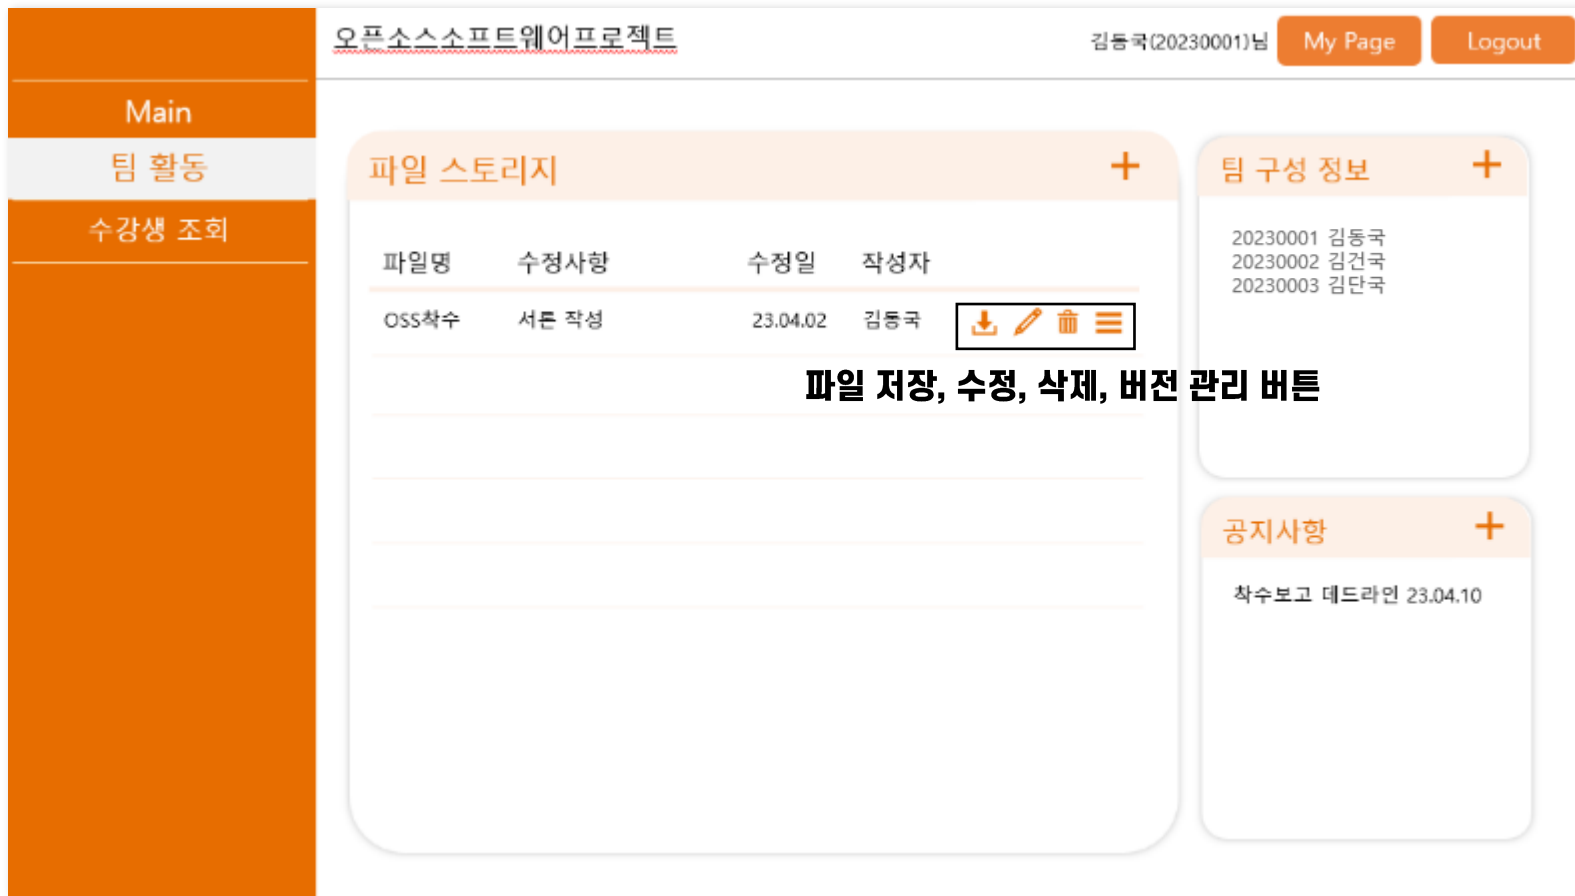 오픈소스소프트웨어프로젝트
김동국(20230001)님
My Page
Logout
Main
팀 활동
수강생 조회
파일 스토리지
파일명 수정사항 수정일 작성자
OSS착수 서론 작성 23.04.02 김동국
파일 저장, 수정, 삭제, 버전 관리 버튼
팀 구성 정보
20230001 김동국
20230002 김건국
20230003 김단국
공지사항
착수보고 데드라인 23.04.10